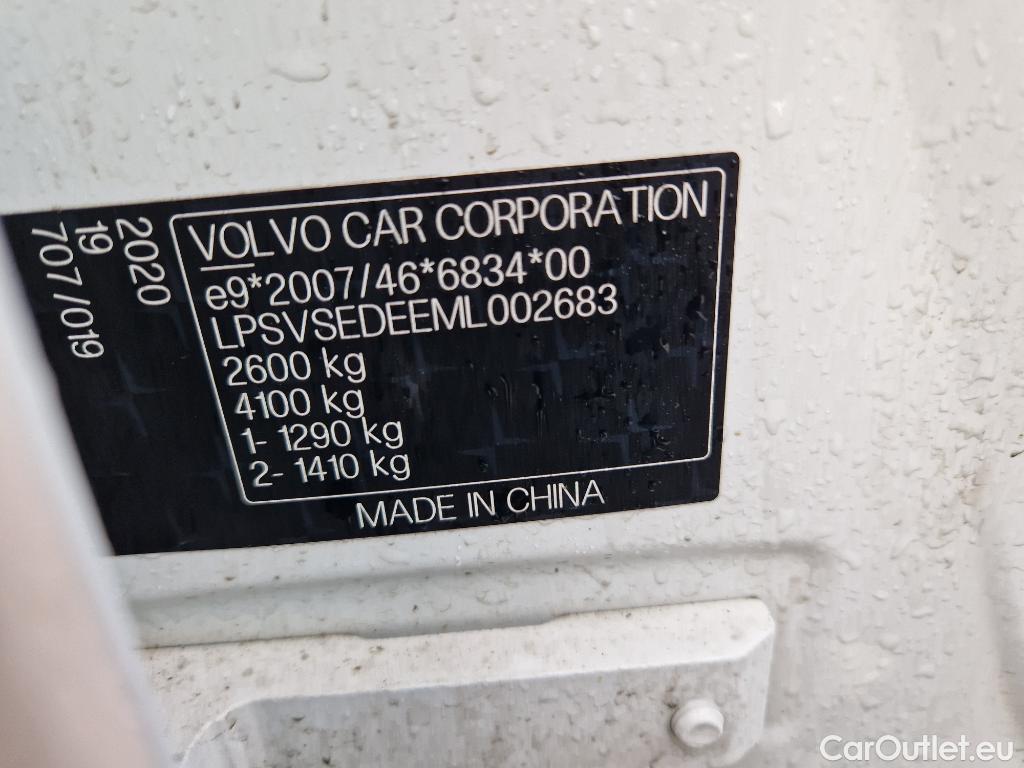 2020
19
707/019
VOLVO CAR CORPORATION
e9*2007/46*6834*00
LPSVSEDEEML002683
2600 kg
4100 kg
1- 1290 kg
2- 1410 kg
MADE IN CHINA
CarOutlet.eu